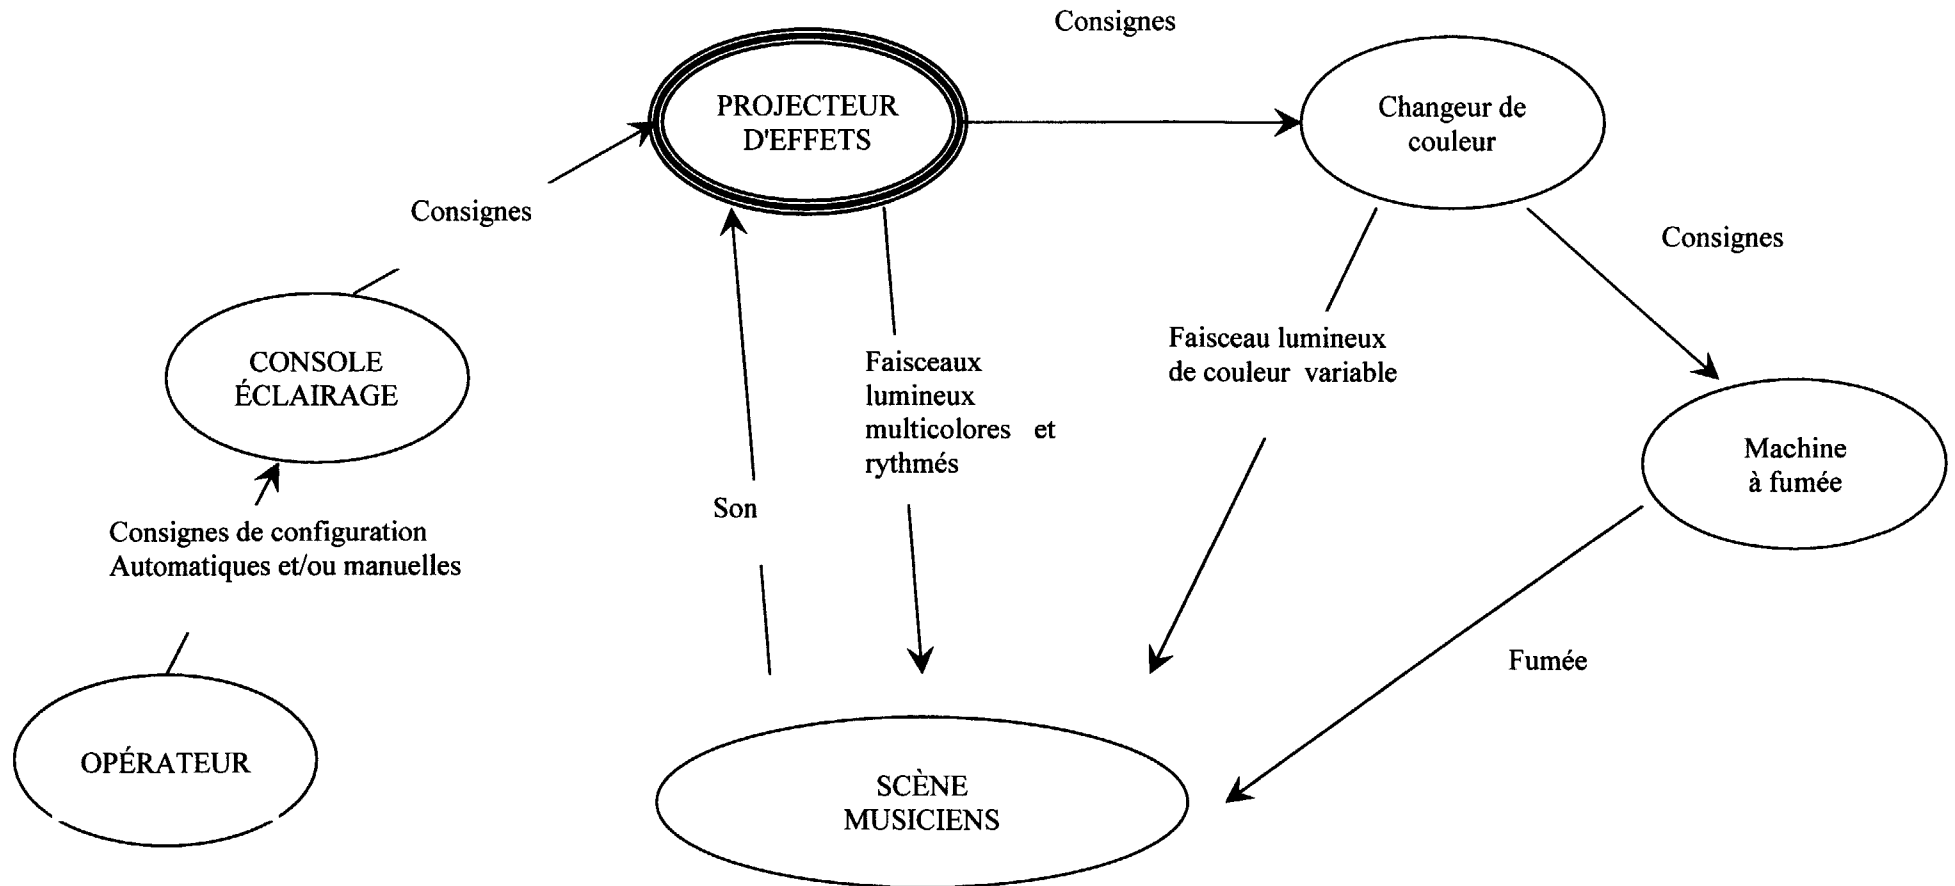 Consignes
PROJECTEUR
D'EFFETS
Changeur de
couleur
Consignes
Consignes
CONSOLE
ÉCLAIRAGE
Faisceaux
lumineux
multicolores et
rythmés
Faisceau lumineux
de couleur variable
Machine
à fumée
Son
Consignes de configuration
Automatiques et/ou manuelles
Fumée
OPÉRATEUR
SCÈNE
MUSICIENS